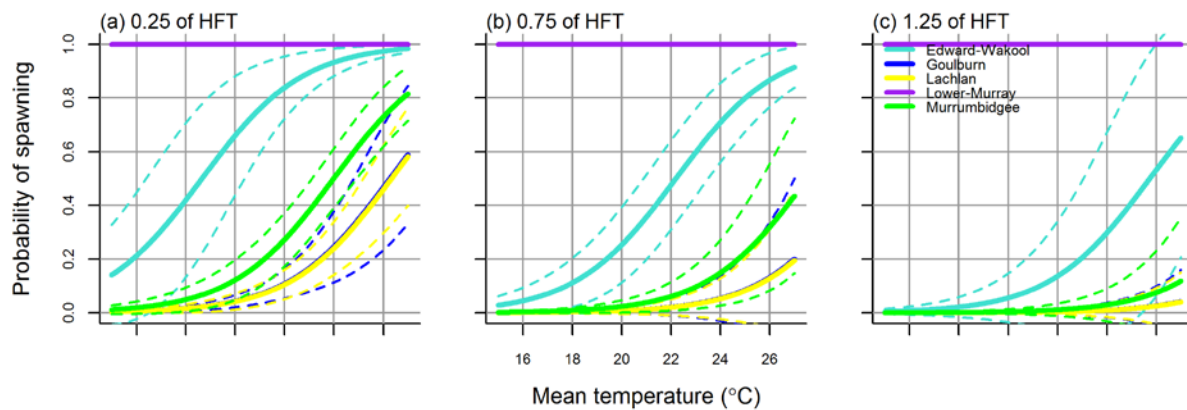 (a) 0.25 of HFT
(b) 0.75 of HFT
(c) 1.25 of HFT
Probability of spawning
1.0
0.8
0.6
0.4
0.2
0.0
Edward-Wakool
Goulburn
Lachlan
Lower-Murray
Murrumbidgee
16 18 20 22 24 26
Mean temperature (°C)